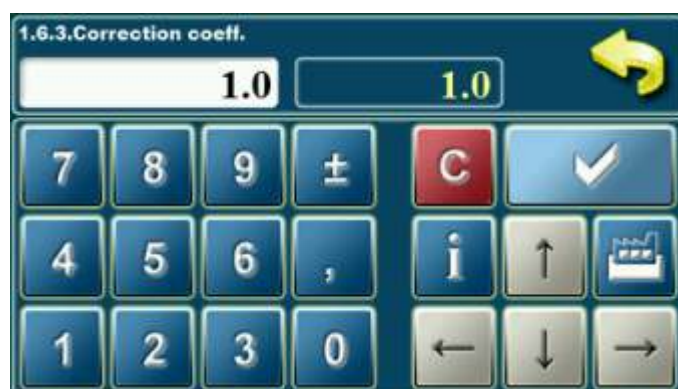 1.6.3.Correction coeff.
1.0 1.0
7 8 9 ± C
4 5 6 , i ↑
1 2 3 0 ← ↓ →